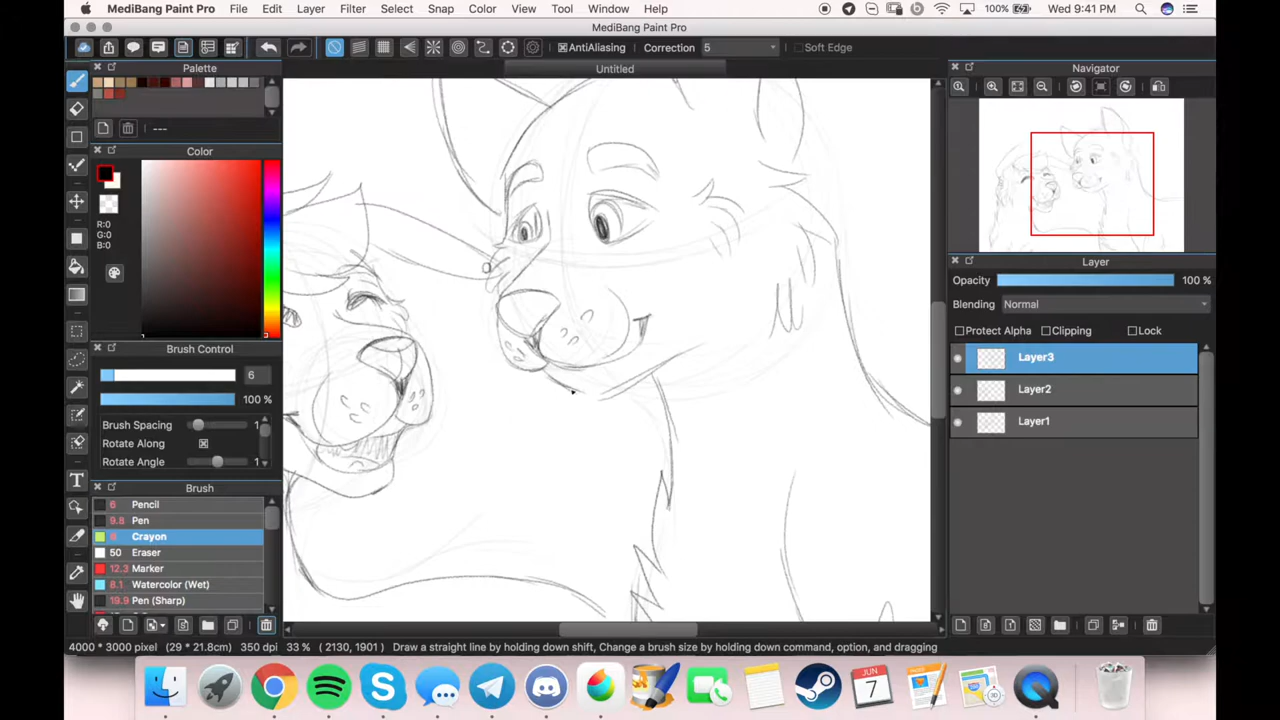 MediBang Paint Pro File Edit Layer Filter Select Snap Color View Tool Window MediBang Help 100% Wed 9:41 PM
MediBang Paint Pro
AntiAliasing Correction 5 Soft Edge
Untitled
Palette
---
Color
R:0
G:0
B:0
Brush Control
6
100 %
Brush Spacing 1
Rotate Along
Rotate Angle 1
Brush
6 Pencil
9.8 Pen
Crayon
50 Eraser
12.3 Marker
8.1 Watercolor (Wet)
19.9 Pen (Sharp)
Navigator
Layer
Opacity 100 %
Blending Normal
Protect Alpha Clipping Lock
Layer3
Layer2
Layer1
4000 * 3000 pixel (29 * 21.8cm) 350 dpi 33 % ( 2130, 1901 ) Draw a straight line by holding down shift, Change a brush size by holding down command, option, and dragging
JUN
7